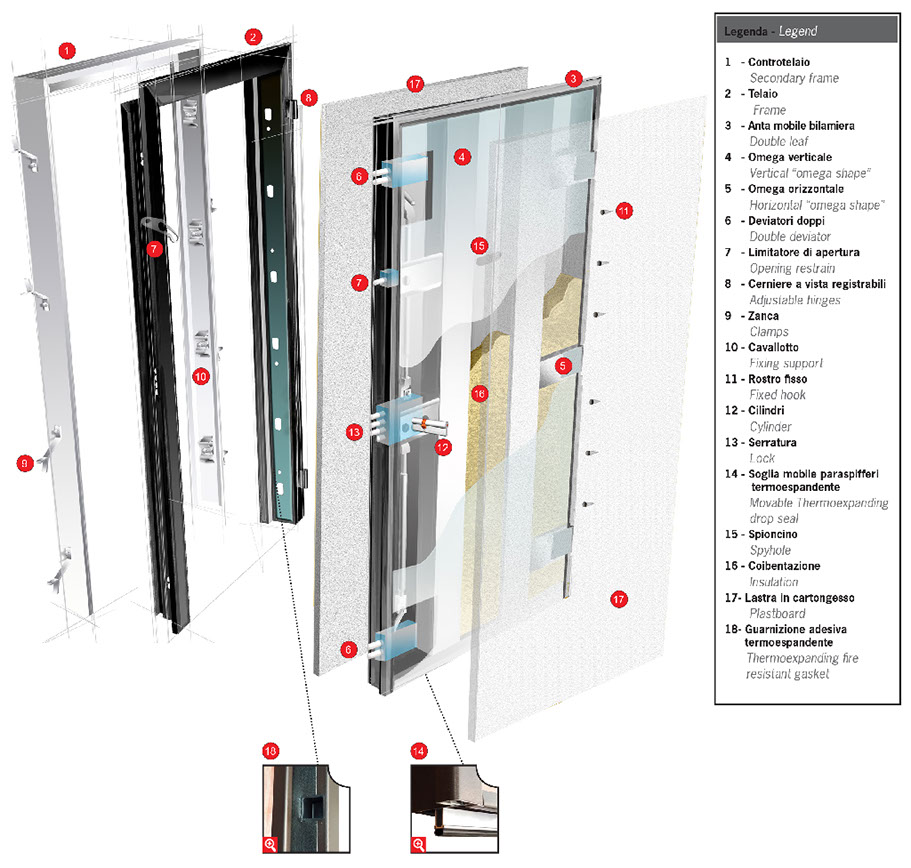 1
2
3
17
8
6
4
11
7
15
7
5
10
16
13
12
9
17
6
18
14
Legenda - Legend
1 - Controtelaio
Secondary frame
2 - Telaio
Frame
3 - Anta mobile bilamiera
Double leaf
4 - Omega verticale
Vertical “omega shape”
5 - Omega orizzontale
Horizontal “omega shape”
6 - Deviatori doppi
Double deviator
7 - Limitatore di apertura
Opening restrain
8 - Cerniere a vista registrabili
Adjustable hinges
9 - Zanca
Clamps
10 - Cavallotto
Fixing support
11 - Rostro fisso
Fixed hook
12 - Cilindri
Cylinder
13 - Serratura
Lock
14 - Soglia mobile paraspifferi
termoespandente
Movable Thermoexpanding
drop seal
15 - Spioncino
Spyhole
16 - Coibentazione
Insulation
17- Lastra in cartongesso
Plastboard
18- Guarnizione adesiva
termoespandente
Thermoexpanding fire
resistant gasket